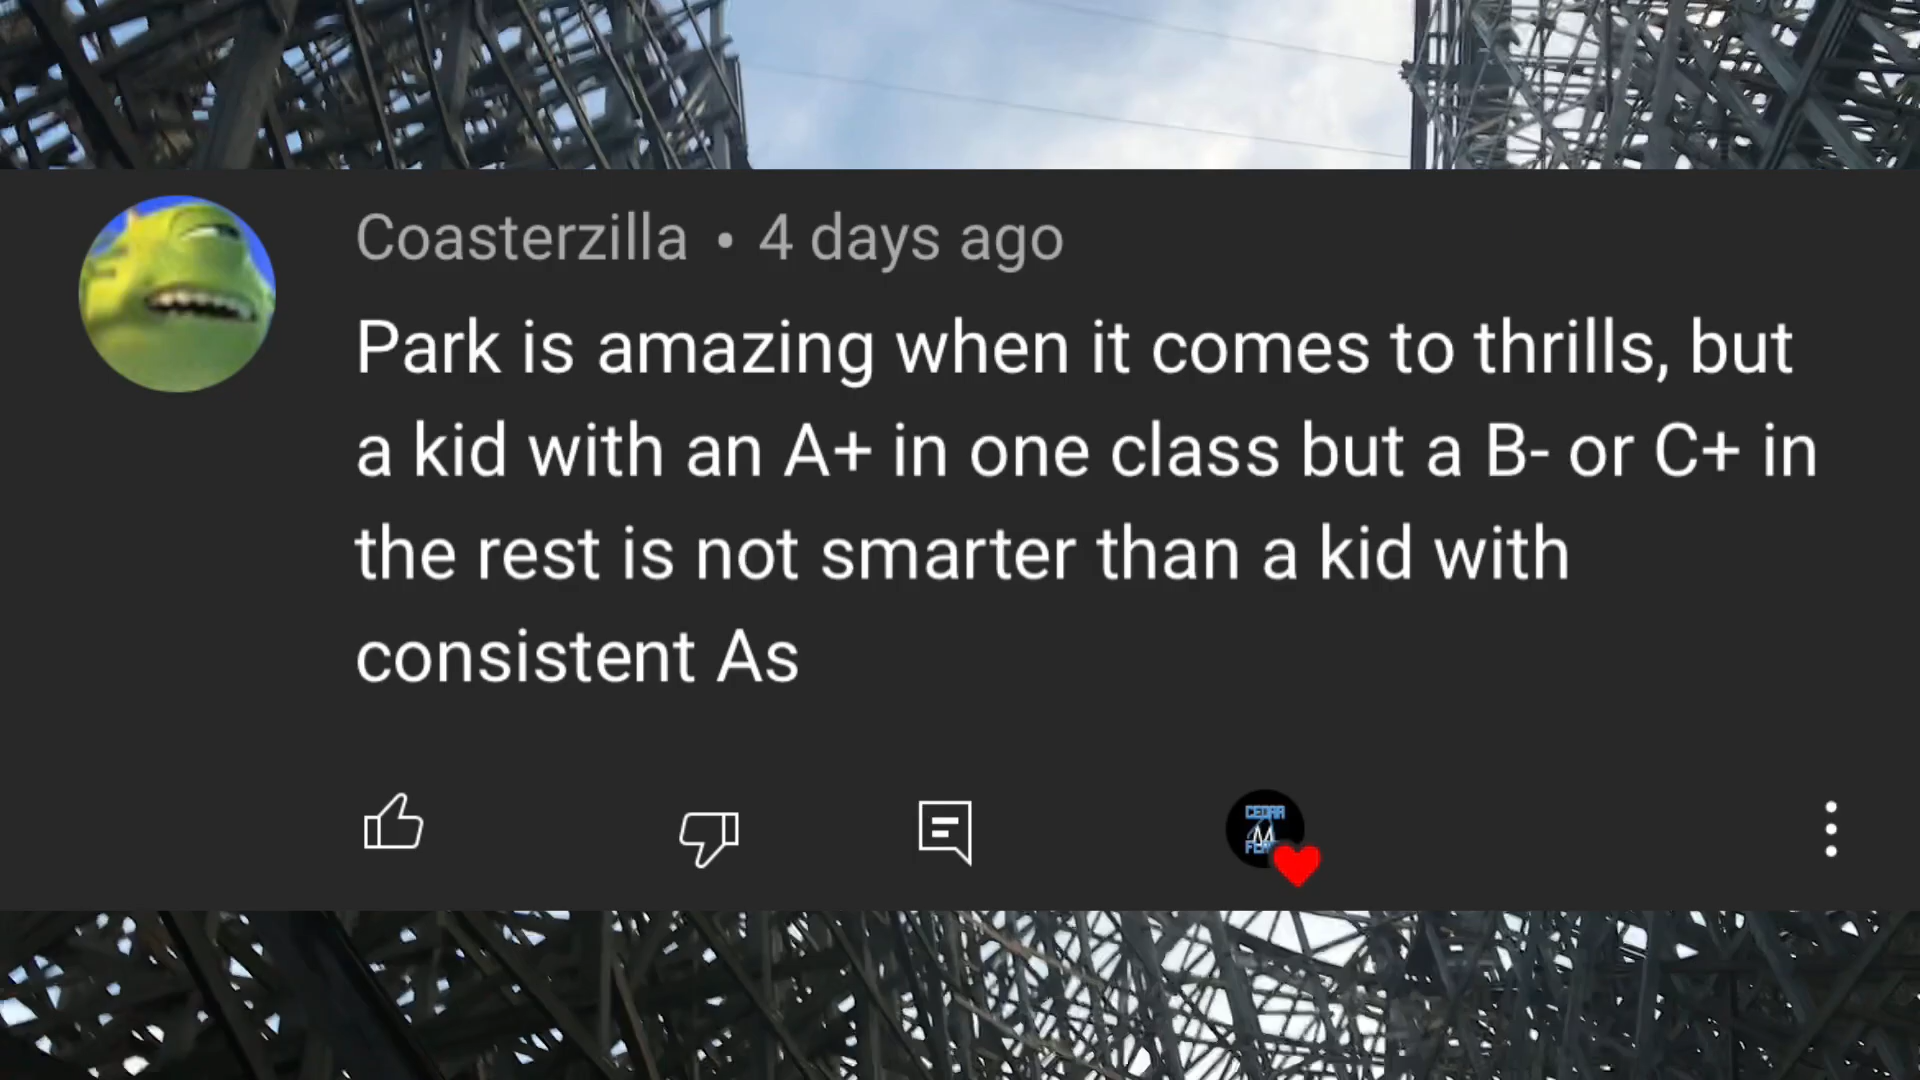 Coasterzilla • 4 days ago
Park is amazing when it comes to thrills, but
a kid with an A+ in one class but a B- or C+ in
the rest is not smarter than a kid with
consistent As
CEDAR
M